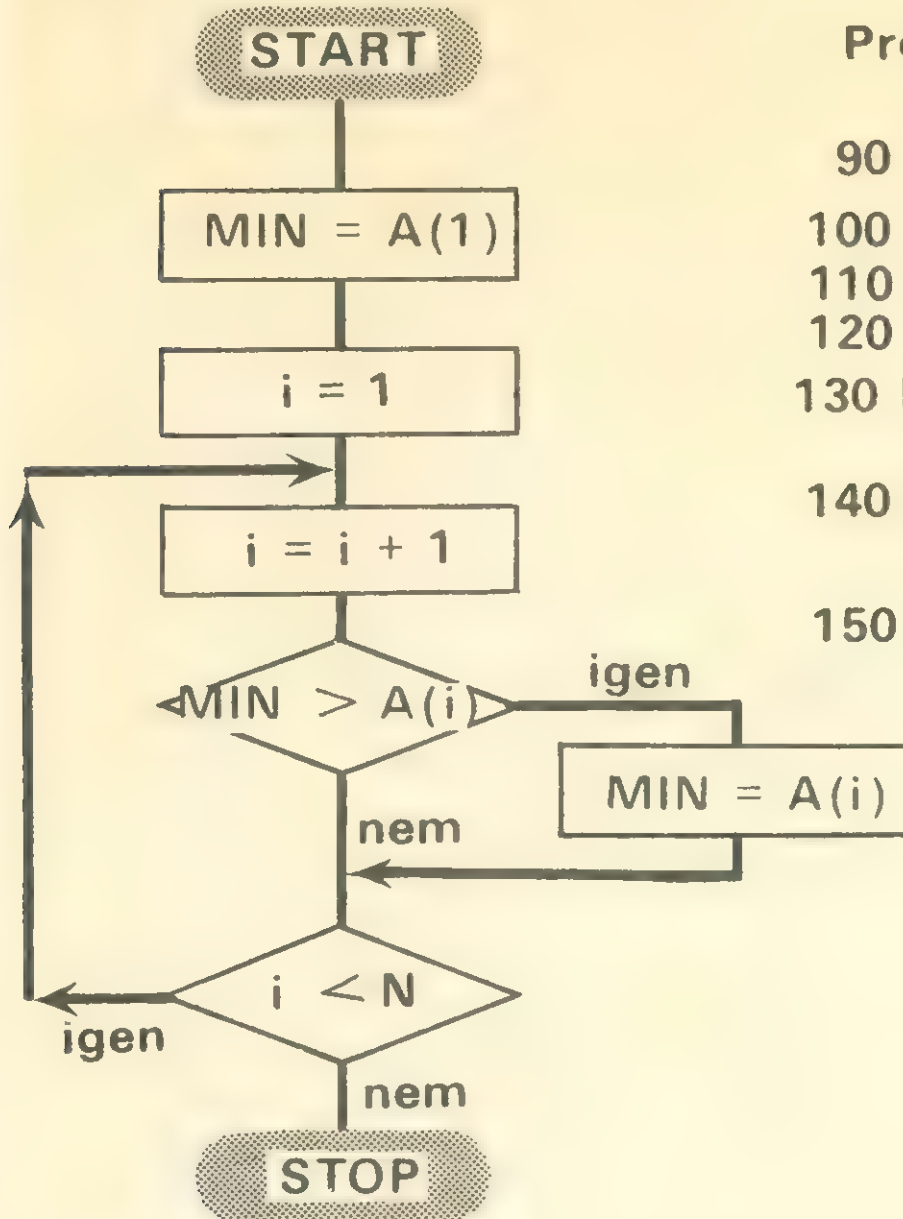 START
MIN = A(1)
i = 1
i = i + 1
MIN > A(i)
igen
MIN = A(i)
nem
i < N
igen
nem
STOP
90
100
110
120
130
140
150